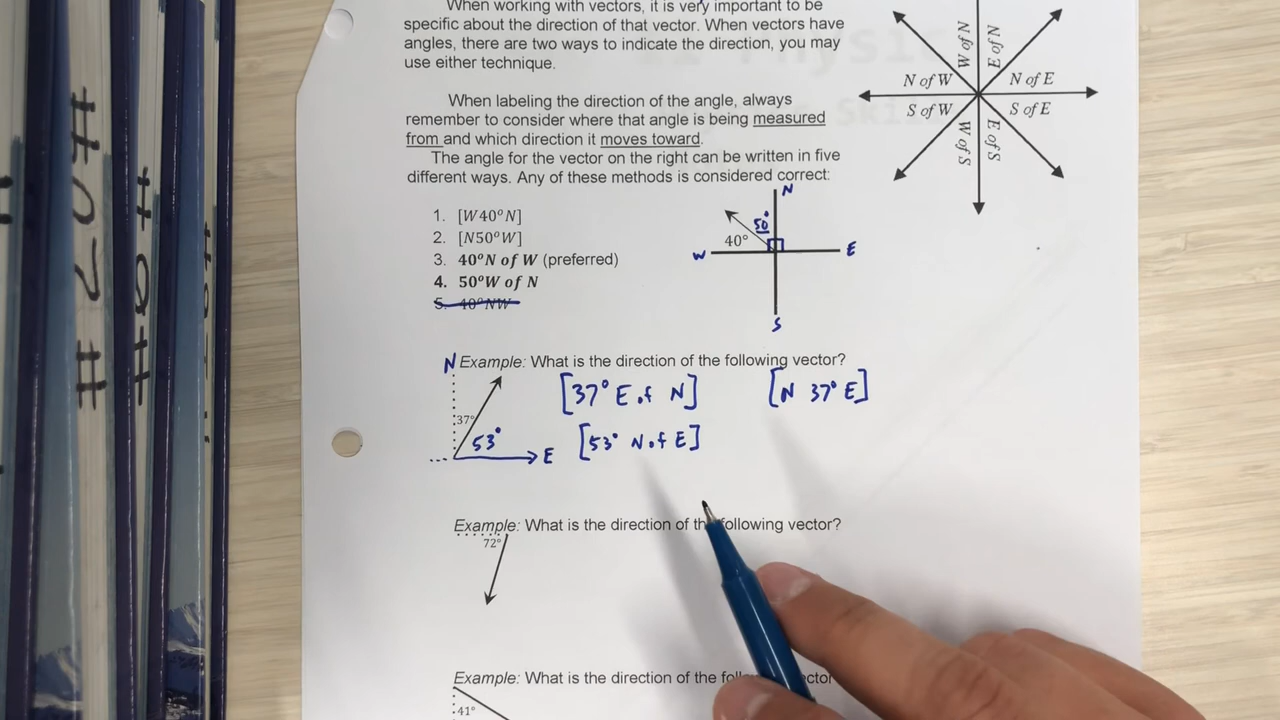 When working with vectors, it is very important to be
specific about the direction of that vector. When vectors have
angles, there are two ways to indicate the direction, you may
use either technique.
When labeling the direction of the angle, always
remember to consider where that angle is being measured
from and which direction it moves toward.
The angle for the vector on the right can be written in five
different ways. Any of these methods is considered correct:
1. [W40°N]
2. [N50°W]
3. 40°N of W (preferred)
4. 50°W of N
5. 40°NW
N
50°
40°
W
E
S
N of W
N of E
N of W
N of E
S of W
S of E
W of S
E of S
N
Example: What is the direction of the following vector?
[37° E of N] [N 37° E]
37°
53°
E
[53° N of E]
Example: What is the direction of the following vector?
72°
Example: What is the direction of the
41°
# 20#
#0#